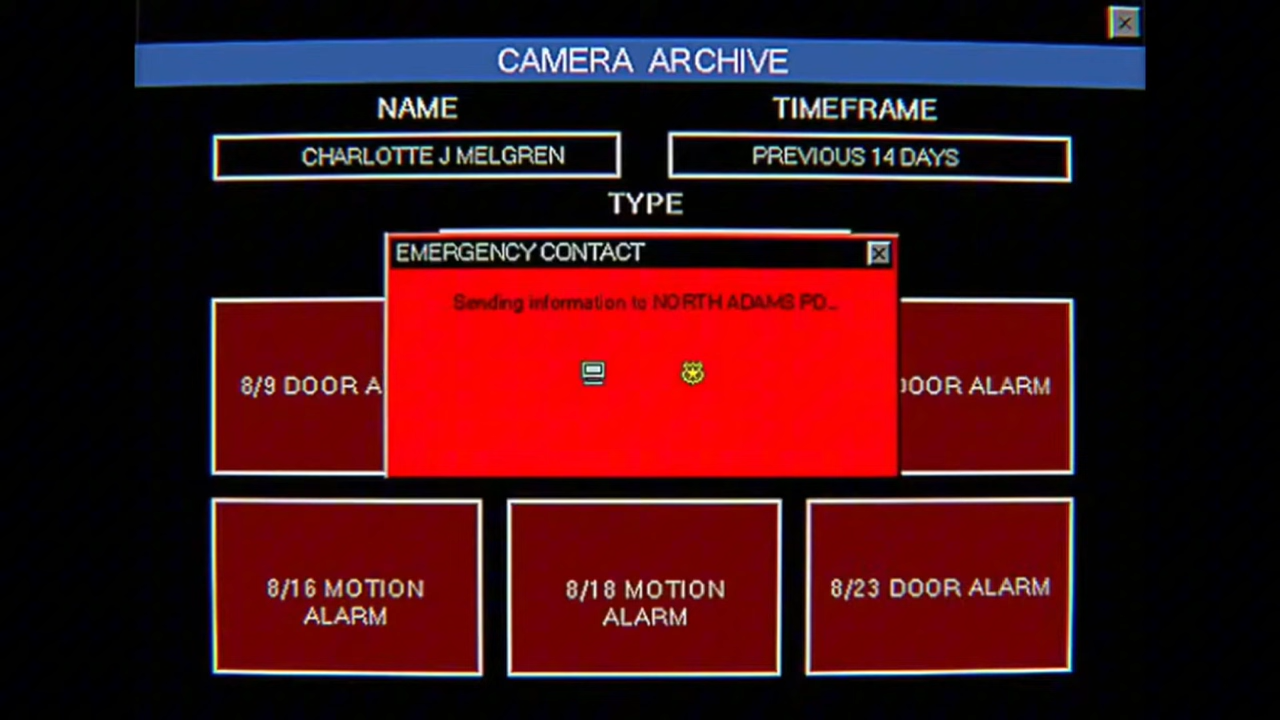 CAMERA ARCHIVE
NAME
TIMEFRAME
CHARLOTTE J MELGREN
PREVIOUS 14 DAYS
TYPE
EMERGENCY CONTACT
Sending information to NORTH ADAMS PD...
8/9 DOOR A
DOOR ALARM
8/16 MOTION
ALARM
8/18 MOTION
ALARM
8/23 DOOR ALARM